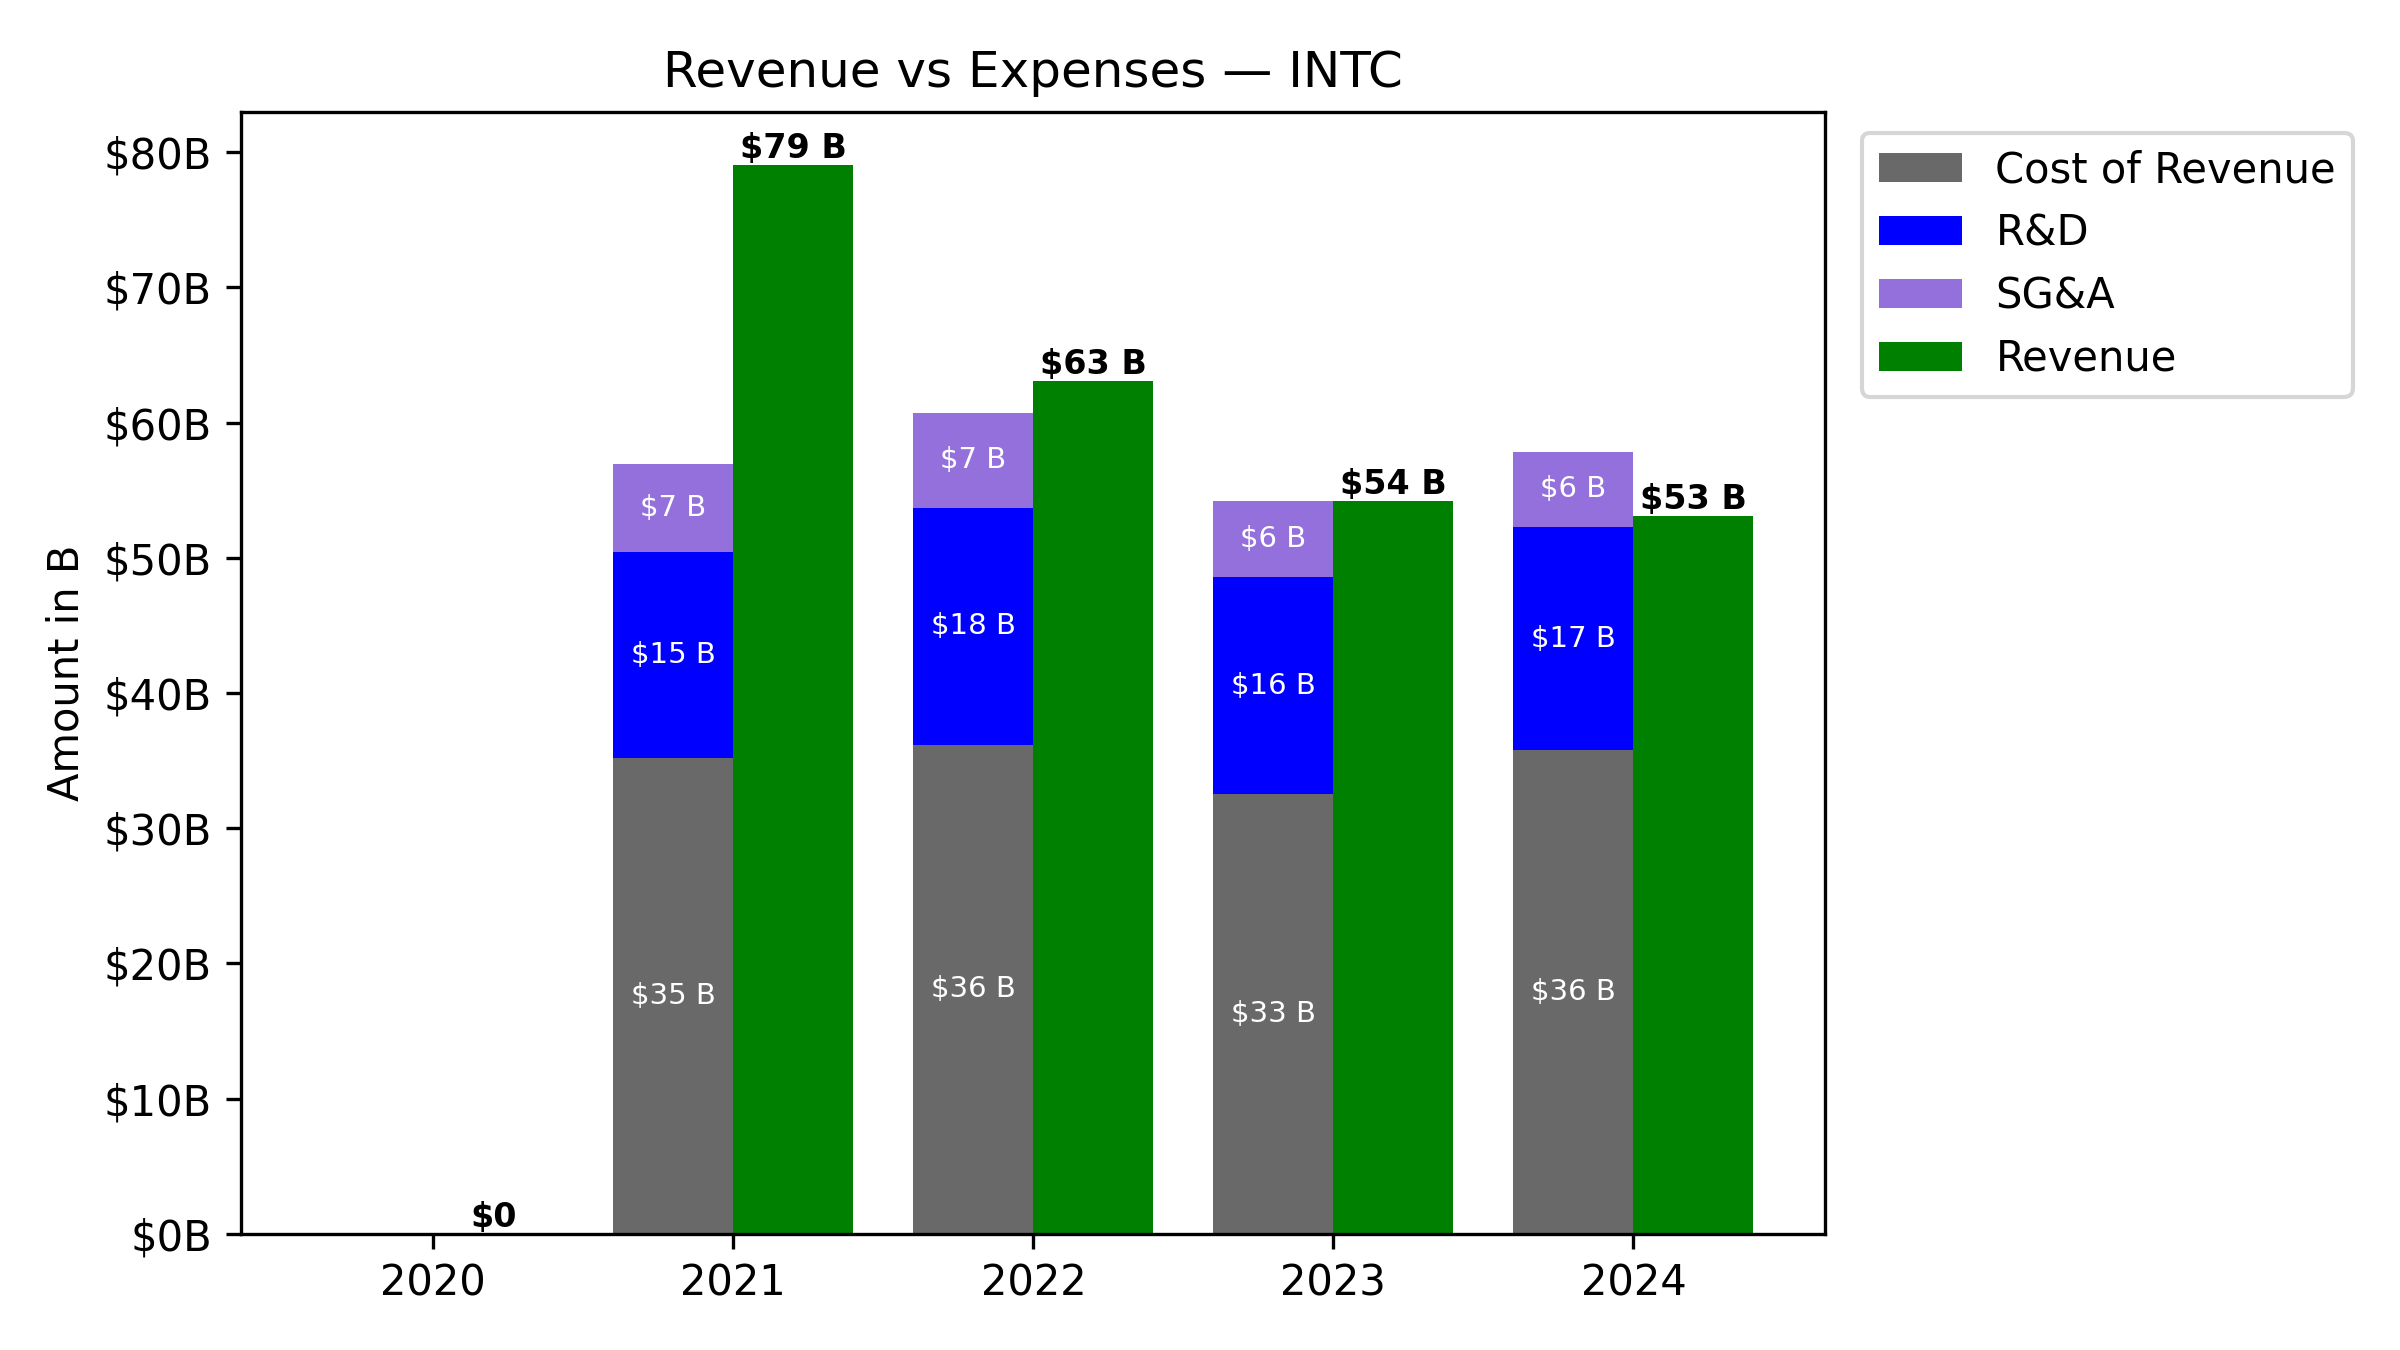 Revenue vs Expenses — INTC
Amount in B
$80B
$70B
$60B
$50B
$40B
$30B
$20B
$10B
$0B
$0
$79 B
$7 B
$15 B
$35 B
$63 B
$7 B
$18 B
$36 B
$54 B
$6 B
$16 B
$33 B
$53 B
$6 B
$17 B
$36 B
2020
2021
2022
2023
2024
Cost of Revenue
R&D
SG&A
Revenue